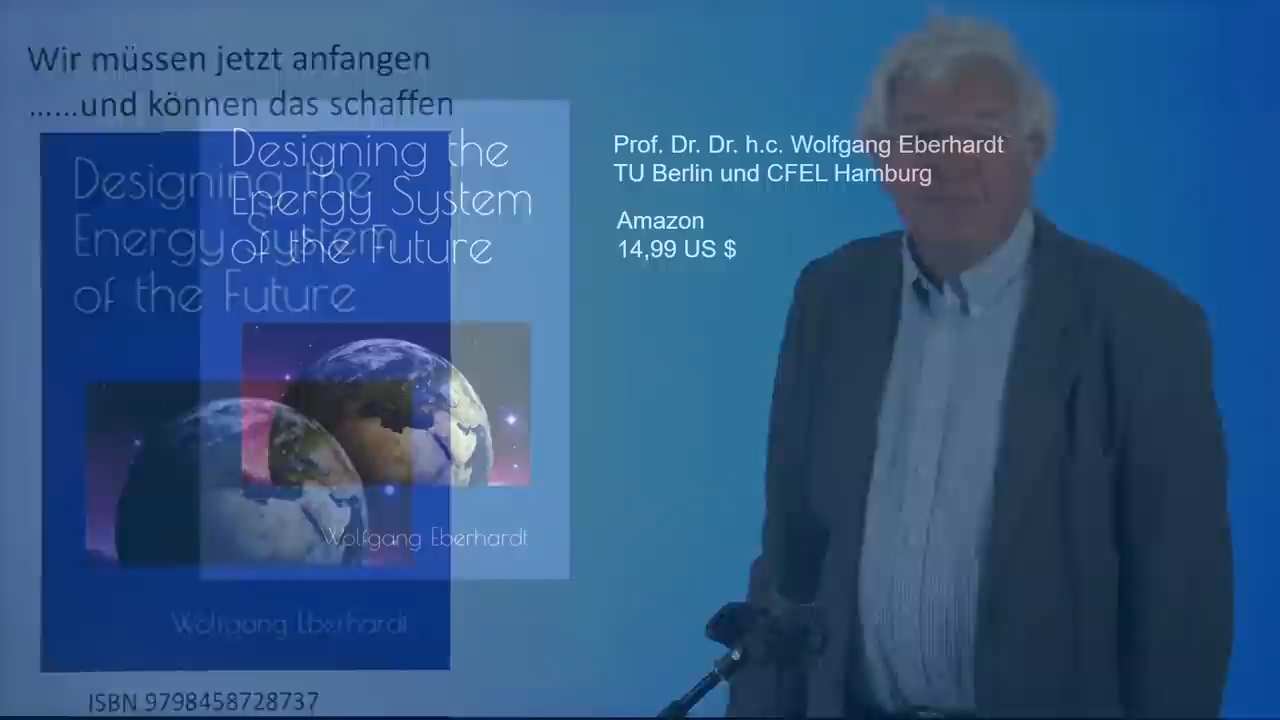 Wir müssen jetzt anfangen
......und können das schaffen
Designing the
Energy System
of the Future
Wolfgang Eberhardt
ISBN 9798458728737
Designing the
Energy System
of the Future
Wolfgang Eberhardt
Prof. Dr. Dr. h.c. Wolfgang Eberhardt
TU Berlin und CFEL Hamburg
Amazon
14,99 US $